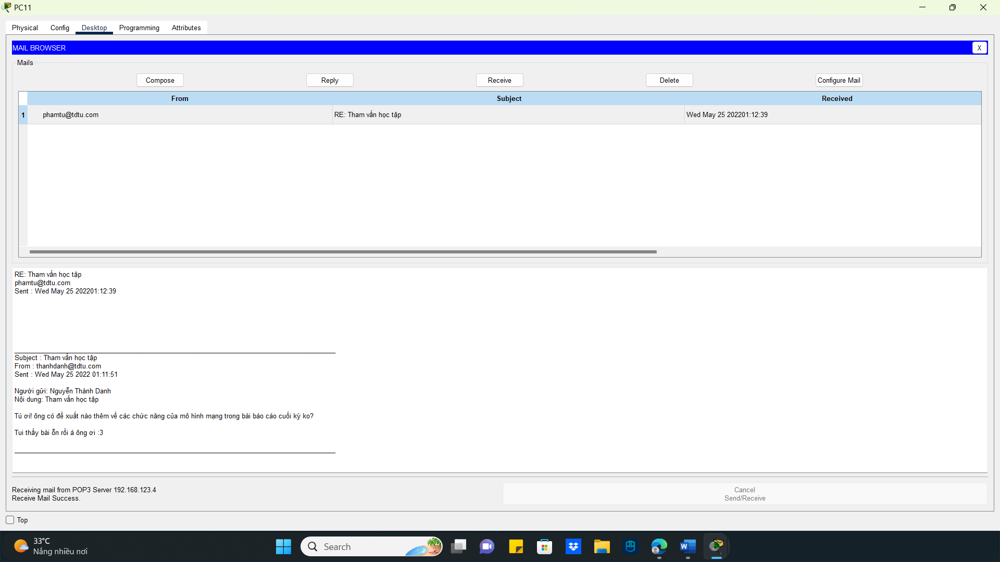 PC11
Physical Config Desktop Programming Attributes
MAIL BROWSER
X
Mails
Compose Reply Receive Delete Configure Mail
From Subject Received
1 phamtu@tdtu.com RE: Tham vấn học tập Wed May 25 202201:12:39
RE: Tham vấn học tập
phamtu@tdtu.com
Sent : Wed May 25 202201:12:39
Subject : Tham vấn học tập
From : thanhdanh@tdtu.com
Sent : Wed May 25 2022 01:11:51
Người gửi: Nguyễn Thành Danh
Nội dung: Tham vấn học tập
Tú ơi! ông có đề xuất nào thêm về các chức năng của mô hình mạng trong bài báo cáo cuối kỳ ko?
Tui thấy bài ổn rồi á ông ơi :3
Receiving mail from POP3 Server 192.168.123.4
Receive Mail Success.
Cancel
Send/Receive
Top
33°C
Nắng nhiều nơi
Search
W